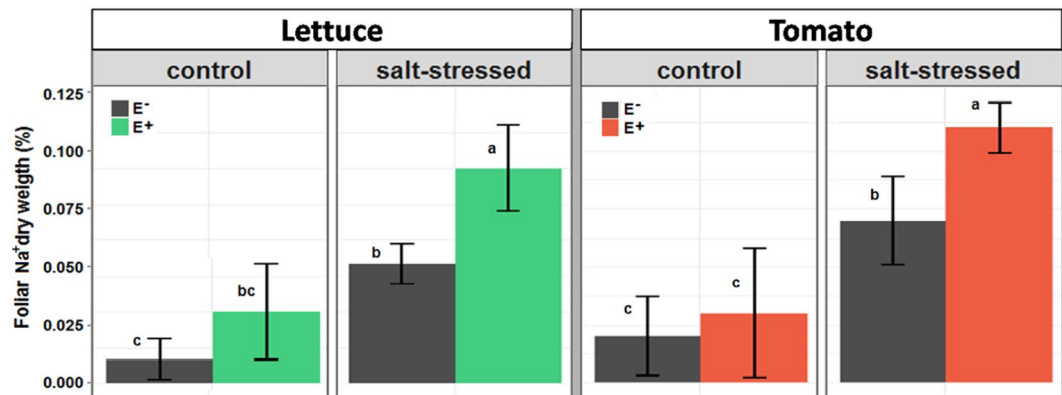 Lettuce
Tomato
control
salt-stressed
control
salt-stressed
Foliar Na⁺dry weigth (%)
0.125
0.100
0.075
0.050
0.025
0.000
E⁻
E⁺
c
bc
b
a
E⁻
E⁺
c
c
b
a